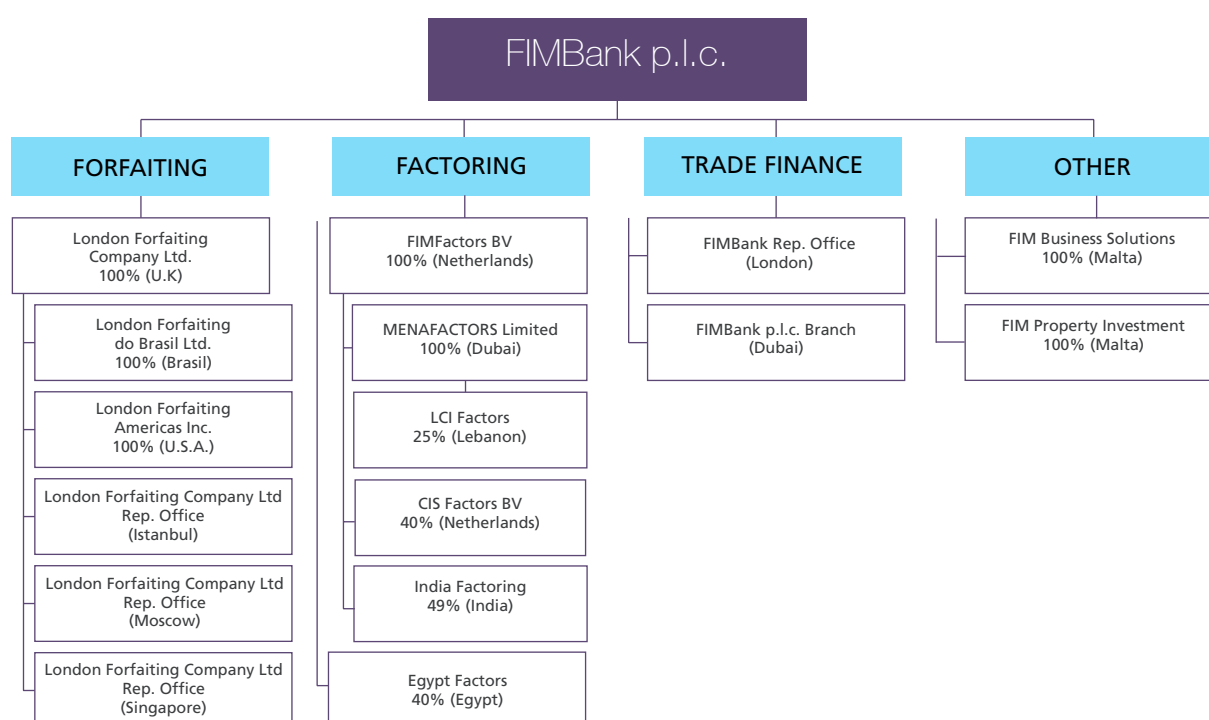 FIMBank p.l.c.
FORFAITING
London Forfaiting
Company Ltd.
100% (U.K)
London Forfaiting
do Brasil Ltd.
100% (Brasil)
London Forfaiting
Americas Inc.
100% (U.S.A.)
London Forfaiting Company Ltd
Rep. Office
(Istanbul)
London Forfaiting Company Ltd
Rep. Office
(Moscow)
London Forfaiting Company Ltd
Rep. Office
(Singapore)
FACTORING
FIMFactors BV
100% (Netherlands)
MENAFACTORS Limited
100% (Dubai)
LCI Factors
25% (Lebanon)
CIS Factors BV
40% (Netherlands)
India Factoring
49% (India)
Egypt Factors
40% (Egypt)
TRADE FINANCE
FIMBank Rep. Office
(London)
FIMBank p.l.c. Branch
(Dubai)
OTHER
FIM Business Solutions
100% (Malta)
FIM Property Investment
100% (Malta)